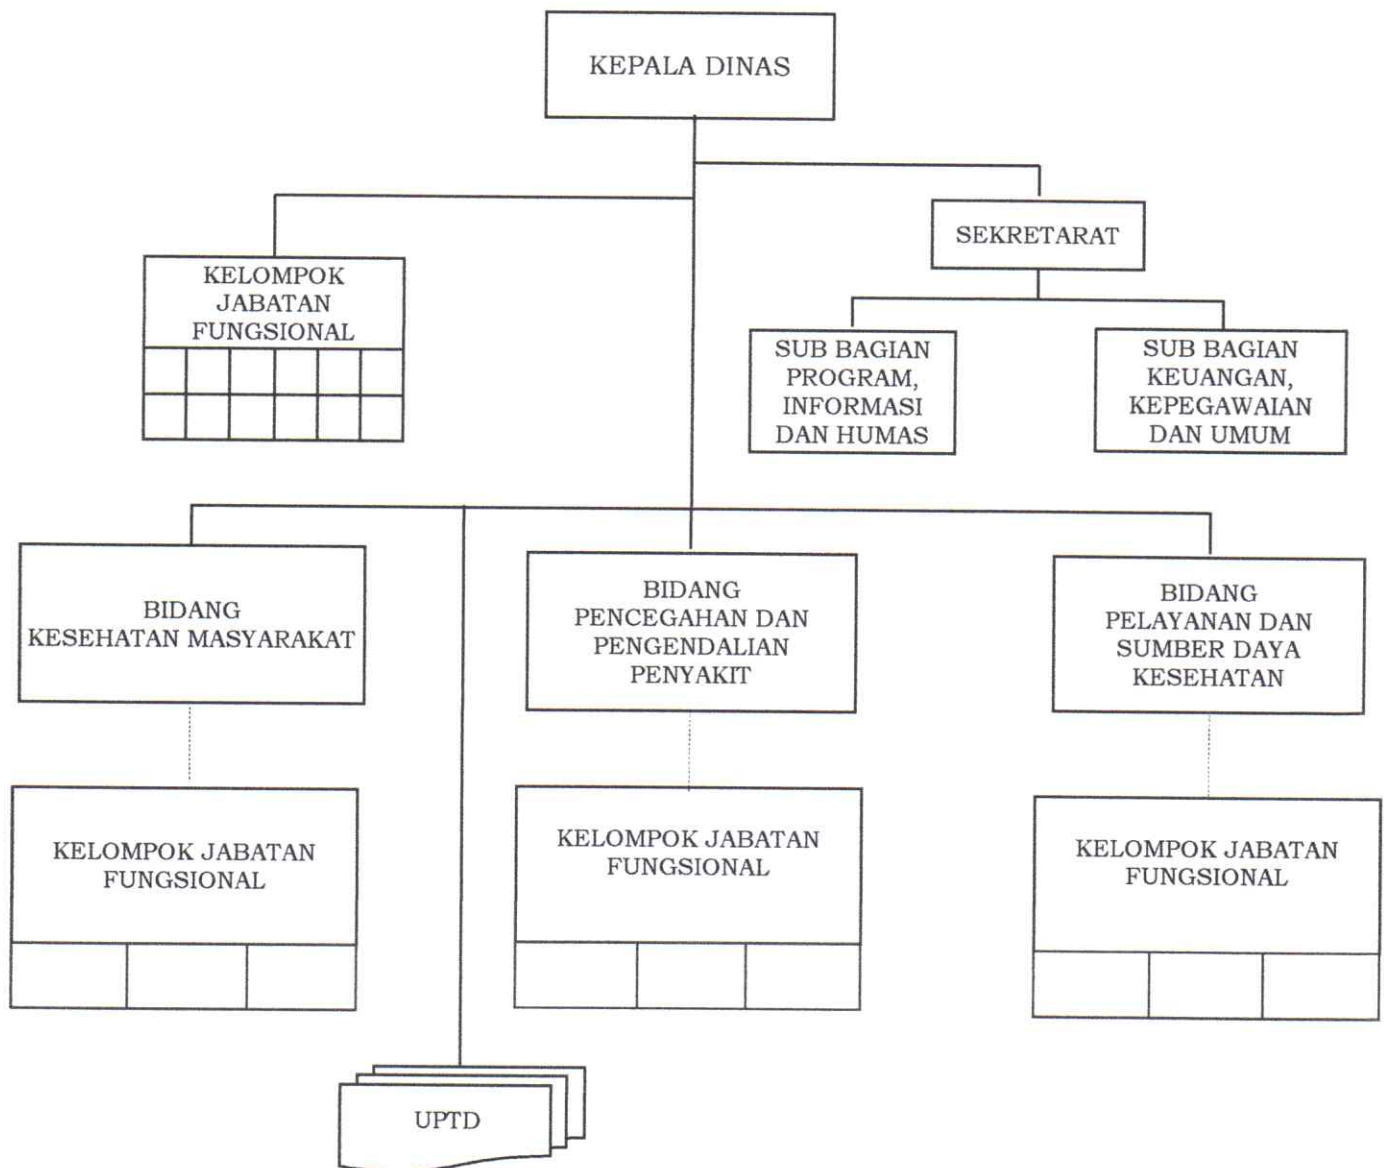 KEPALA DINAS
SEKRETARAT
KELOMPOK
JABATAN
FUNGSIONAL
SUB BAGIAN
PROGRAM,
INFORMASI
DAN HUMAS
SUB BAGIAN
KEUANGAN,
KEPEGAWAIAN
DAN UMUM
BIDANG
KESEHATAN MASYARAKAT
BIDANG
PENCEGAHAN DAN
PENGENDALIAN
PENYAKIT
BIDANG
PELAYANAN DAN
SUMBER DAYA
KESEHATAN
KELOMPOK JABATAN
FUNGSIONAL
KELOMPOK JABATAN
FUNGSIONAL
KELOMPOK JABATAN
FUNGSIONAL
UPTD